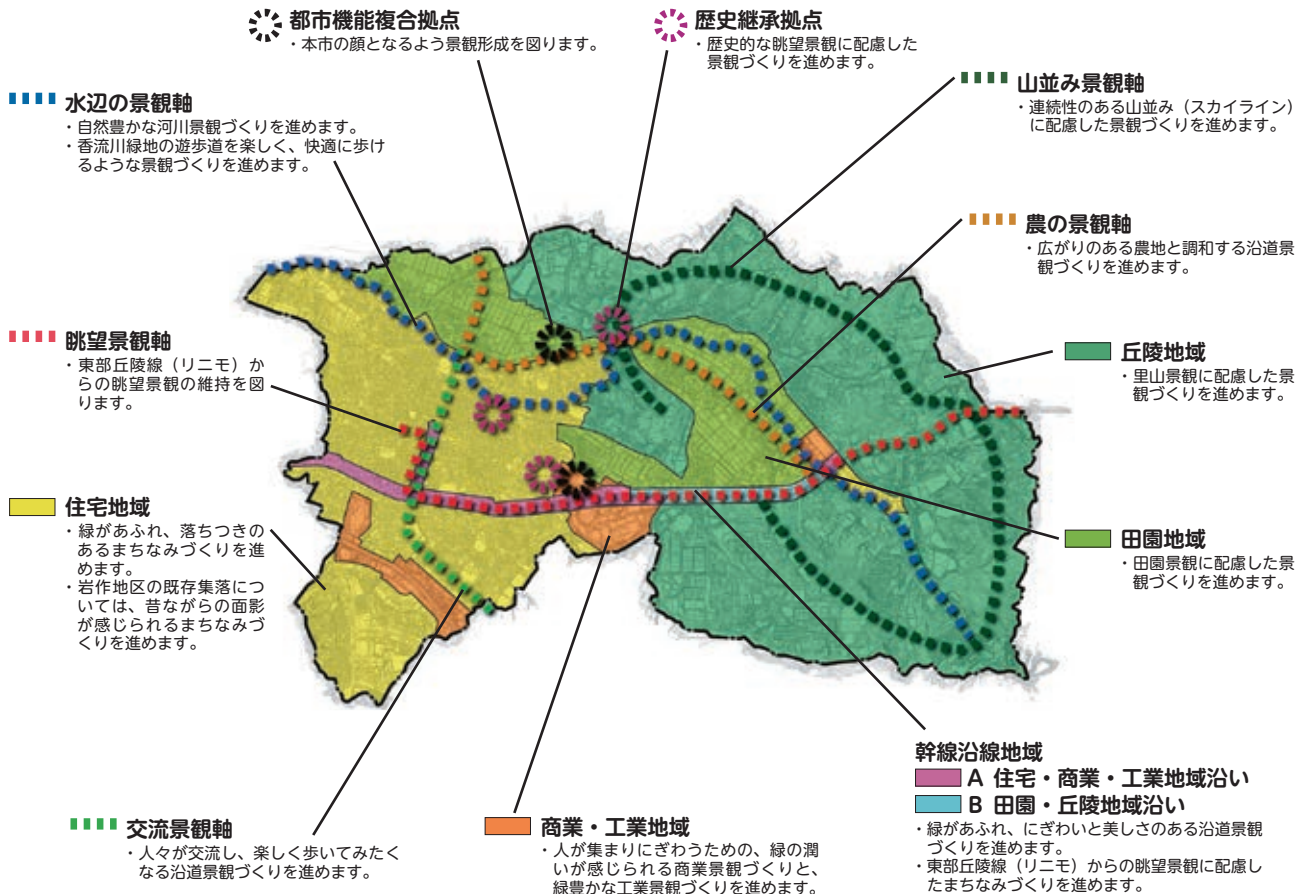 都市機能複合拠点
・本市の顔となるよう景観形成を図ります。
歴史継承拠点
・歴史的な眺望景観に配慮した
景観づくりを進めます。
水辺の景観軸
・自然豊かな河川景観づくりを進めます。
・香流川緑地の遊歩道を楽しく、快適に歩け
るような景観づくりを進めます。
山並み景観軸
・連続性のある山並み（スカイライン）
に配慮した景観づくりを進めます。
農の景観軸
・広がりのある農地と調和する沿道景
観づくりを進めます。
眺望景観軸
・東部丘陵線（リニモ）か
らの眺望景観の維持を図
ります。
丘陵地域
・里山景観に配慮した景
観づくりを進めます。
住宅地域
・緑があふれ、落ちつきの
あるまちなみづくりを進
めます。
・岩作地区の既存集落につ
いては、昔ながらの面影
が感じられるまちなみづ
くりを進めます。
田園地域
・田園景観に配慮した景
観づくりを進めます。
交流景観軸
・人々が交流し、楽しく歩いてみたく
なる沿道景観づくりを進めます。
商業・工業地域
・人が集まりにぎわうための、緑の潤
いが感じられる商業景観づくりと、
緑豊かな工業景観づくりを進めます。
幹線沿線地域
A 住宅・商業・工業地域沿い
B 田園・丘陵地域沿い
・緑があふれ、にぎわいと美しさのある沿道景観
づくりを進めます。
・東部丘陵線（リニモ）からの眺望景観に配慮し
たまちなみづくりを進めます。